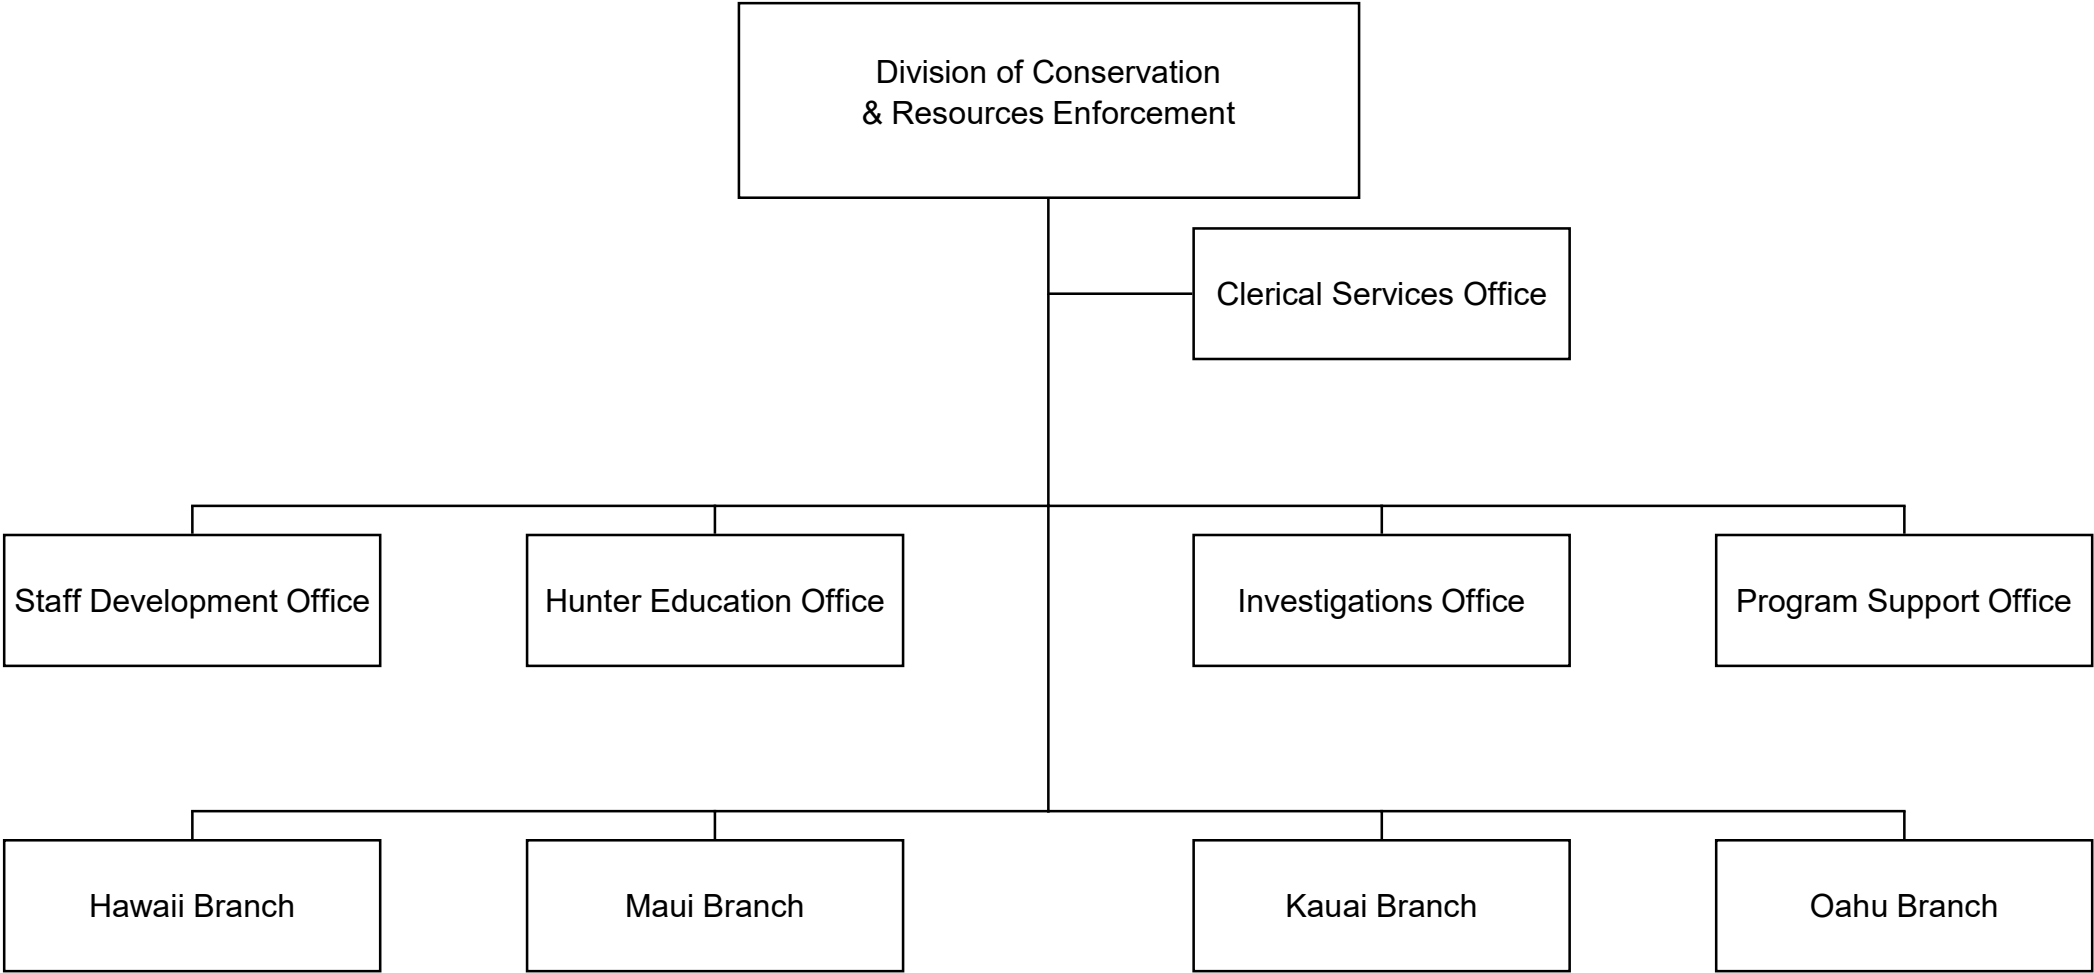 Division of Conservation
& Resources Enforcement
Clerical Services Office
Staff Development Office
Hunter Education Office
Investigations Office
Program Support Office
Hawaii Branch
Maui Branch
Kauai Branch
Oahu Branch